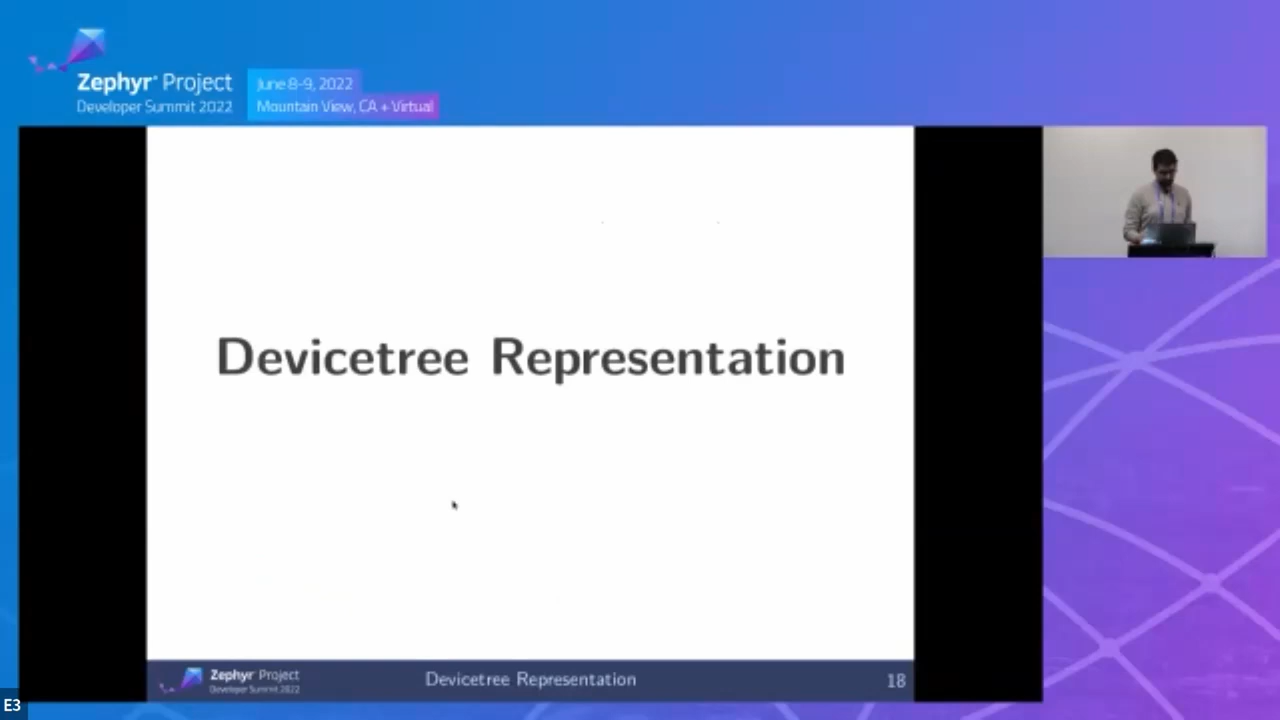 Zephyr® Project
Developer Summit 2022
June 8-9, 2022
Mountain View, CA + Virtual
Devicetree Representation
Zephyr® Project
Developer Summit 2022
Devicetree Representation
18
E3